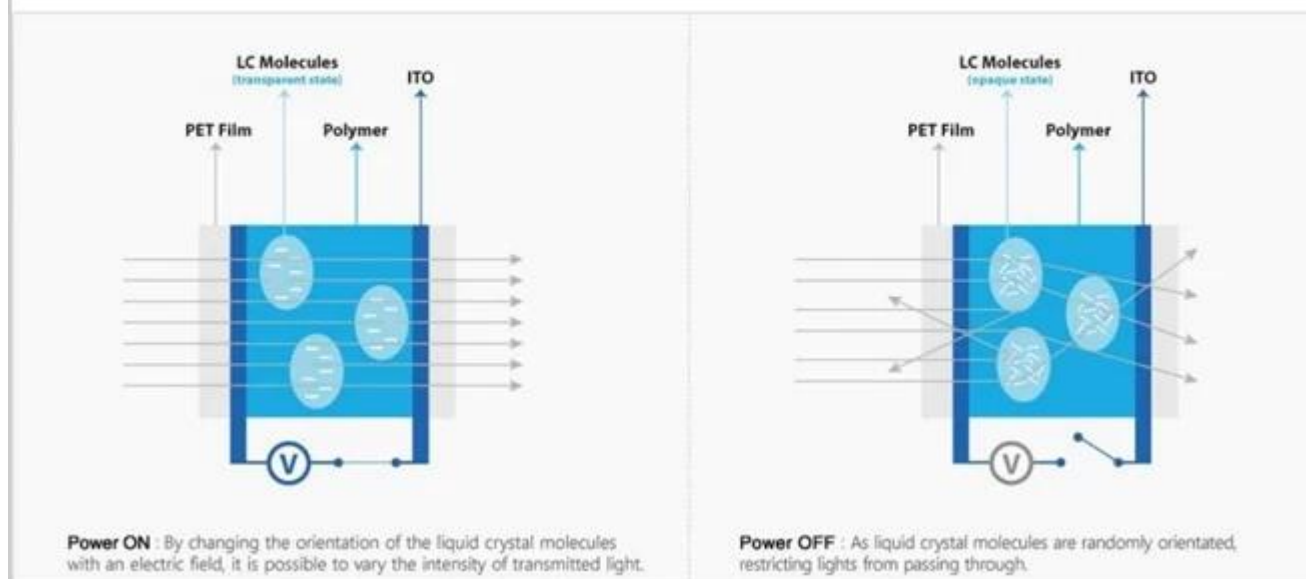 LC Molecules
(transparent state)
ITO
PET Film
Polymer
V
Power ON : By changing the orientation of the liquid crystal molecules
with an electric field, it is possible to vary the intensity of transmitted light.
LC Molecules
(opaque state)
ITO
PET Film
Polymer
V
Power OFF : As liquid crystal molecules are randomly orientated,
restricting lights from passing through.